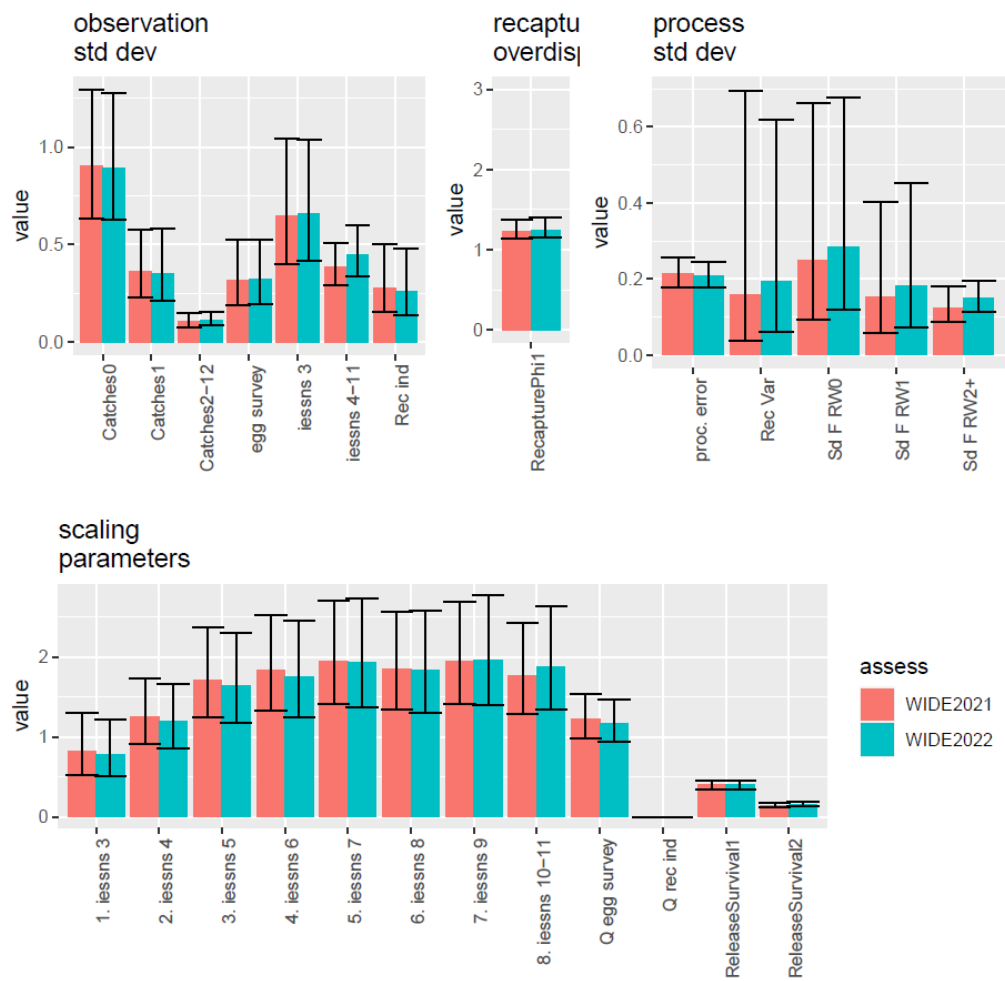 observation
std dev
value
1.0
0.5
0.0
Catches0
Catches1
Catches2-12
egg survey
iessns 3
iessns 4-11
Rec ind
recaptu
overdisp
value
3
2
1
0
RecapturePhi1
process
std dev
value
0.6
0.4
0.2
0.0
proc. error
Rec Var
Sd F RW0
Sd F RW1
Sd F RW2+
scaling
parameters
value
2
1
0
1. iessns 3
2. iessns 4
3. iessns 5
4. iessns 6
5. iessns 7
6. iessns 8
7. iessns 9
8. iessns 10-11
Q egg survey
Q rec ind
ReleaseSurvival1
ReleaseSurvival2
assess
WIDE2021
WIDE2022